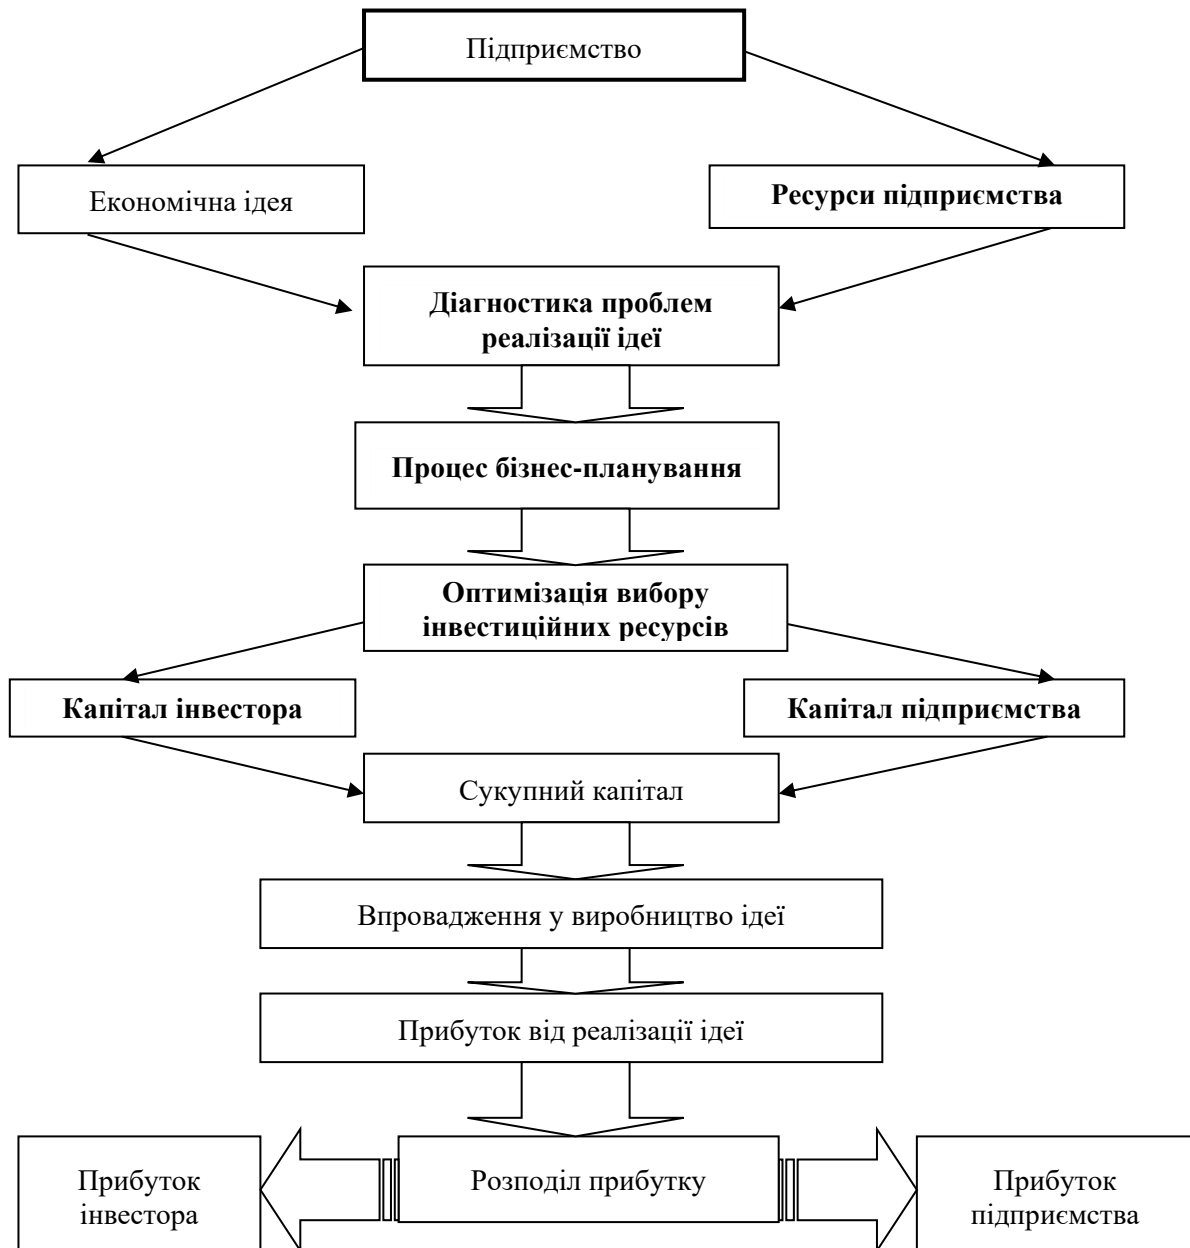 Підприємство
Економічна ідея
Ресурси підприємства
Діагностика проблем
реалізації ідеї
Процес бізнес-планування
Оптимізація вибору
інвестиційних ресурсів
Капітал інвестора
Капітал підприємства
Сукупний капітал
Впровадження у виробництво ідеї
Прибуток від реалізації ідеї
Прибуток
інвестора
Розподіл прибутку
Прибуток
підприємства